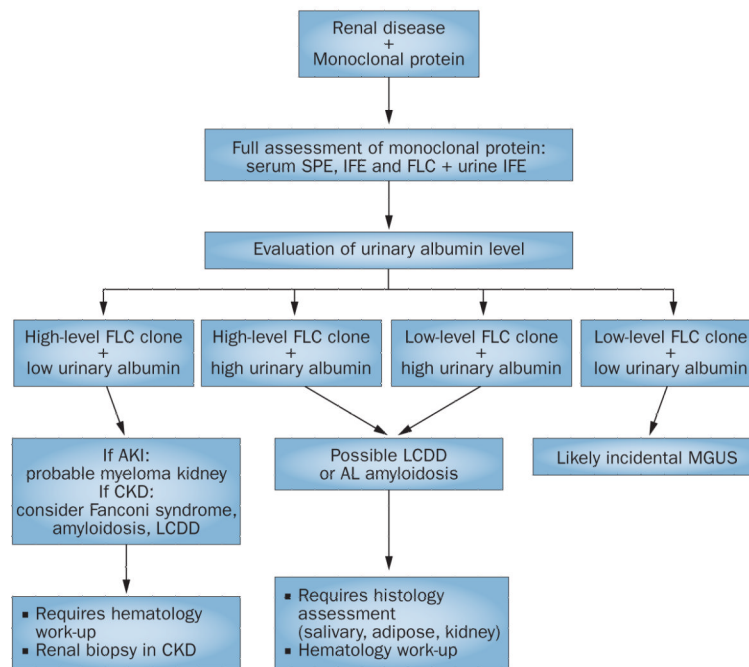 Renal disease
+
Monoclonal protein
Full assessment of monoclonal protein:
serum SPE, IFE and FLC + urine IFE
Evaluation of urinary albumin level
High-level FLC clone
+
low urinary albumin
High-level FLC clone
+
high urinary albumin
Low-level FLC clone
+
high urinary albumin
Low-level FLC clone
+
low urinary albumin
If AKI:
probable myeloma kidney
If CKD:
consider Fanconi syndrome,
amyloidosis, LCDD
Possible LCDD
or AL amyloidosis
Likely incidental MGUS
▪ Requires hematology
work-up
▪ Renal biopsy in CKD
▪ Requires histology
assessment
(salivary, adipose, kidney)
▪ Hematology work-up